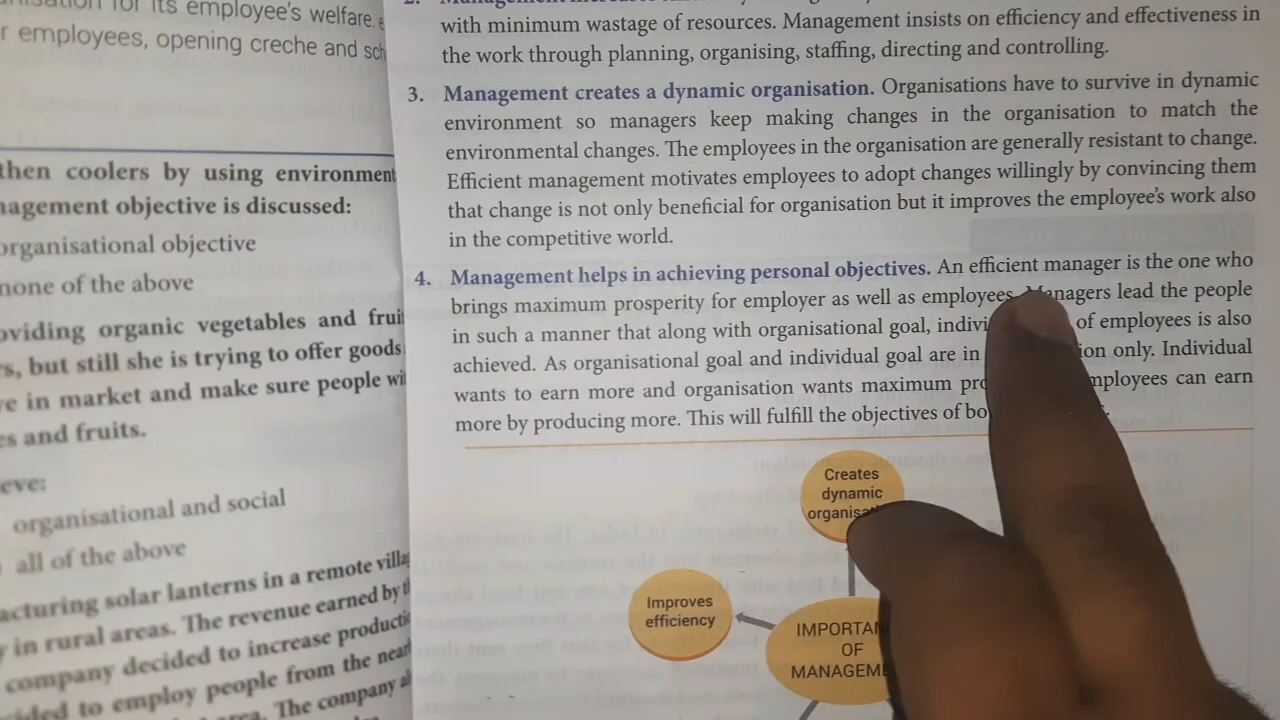 for its employee's welfare.
r employees, opening creche and sch
then coolers by using environment
nagement objective is discussed:
organisational objective
none of the above
oviding organic vegetables and fruit
s, but still she is trying to offer goods
ve in market and make sure people wi
es and fruits.
eve:
organisational and social
all of the above
acturing solar lanterns in a remote villa
y in rural areas. The revenue earned by
company decided to increase producti
ided to employ people from the near
The company
with minimum wastage of resources. Management insists on efficiency and effectiveness in
the work through planning, organising, staffing, directing and controlling.
3. Management creates a dynamic organisation. Organisations have to survive in dynamic
environment so managers keep making changes in the organisation to match the
environmental changes. The employees in the organisation are generally resistant to change.
Efficient management motivates employees to adopt changes willingly by convincing them
that change is not only beneficial for organisation but it improves the employee's work also
in the competitive world.
4. Management helps in achieving personal objectives. An efficient manager is the one who
brings maximum prosperity for employer as well as employees. Managers lead the people
in such a manner that along with organisational goal, indivi of employees is also
achieved. As organisational goal and individual goal are in ion only. Individual
wants to earn more and organisation wants maximum pro mployees can earn
more by producing more. This will fulfill the objectives of bo
Creates
dynamic
organisati
Improves
efficiency
IMPORTAN
OF
MANAGEME